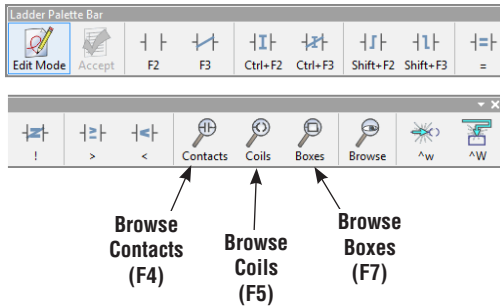 Ladder Palette Bar
Edit Mode Accept F2 F3 Ctrl+F2 Ctrl+F3 Shift+F2 Shift+F3 =
! > < Contacts Coils Boxes Browse ^w ^W
Browse
Contacts
(F4)
Browse
Coils
(F5)
Browse
Boxes
(F7)